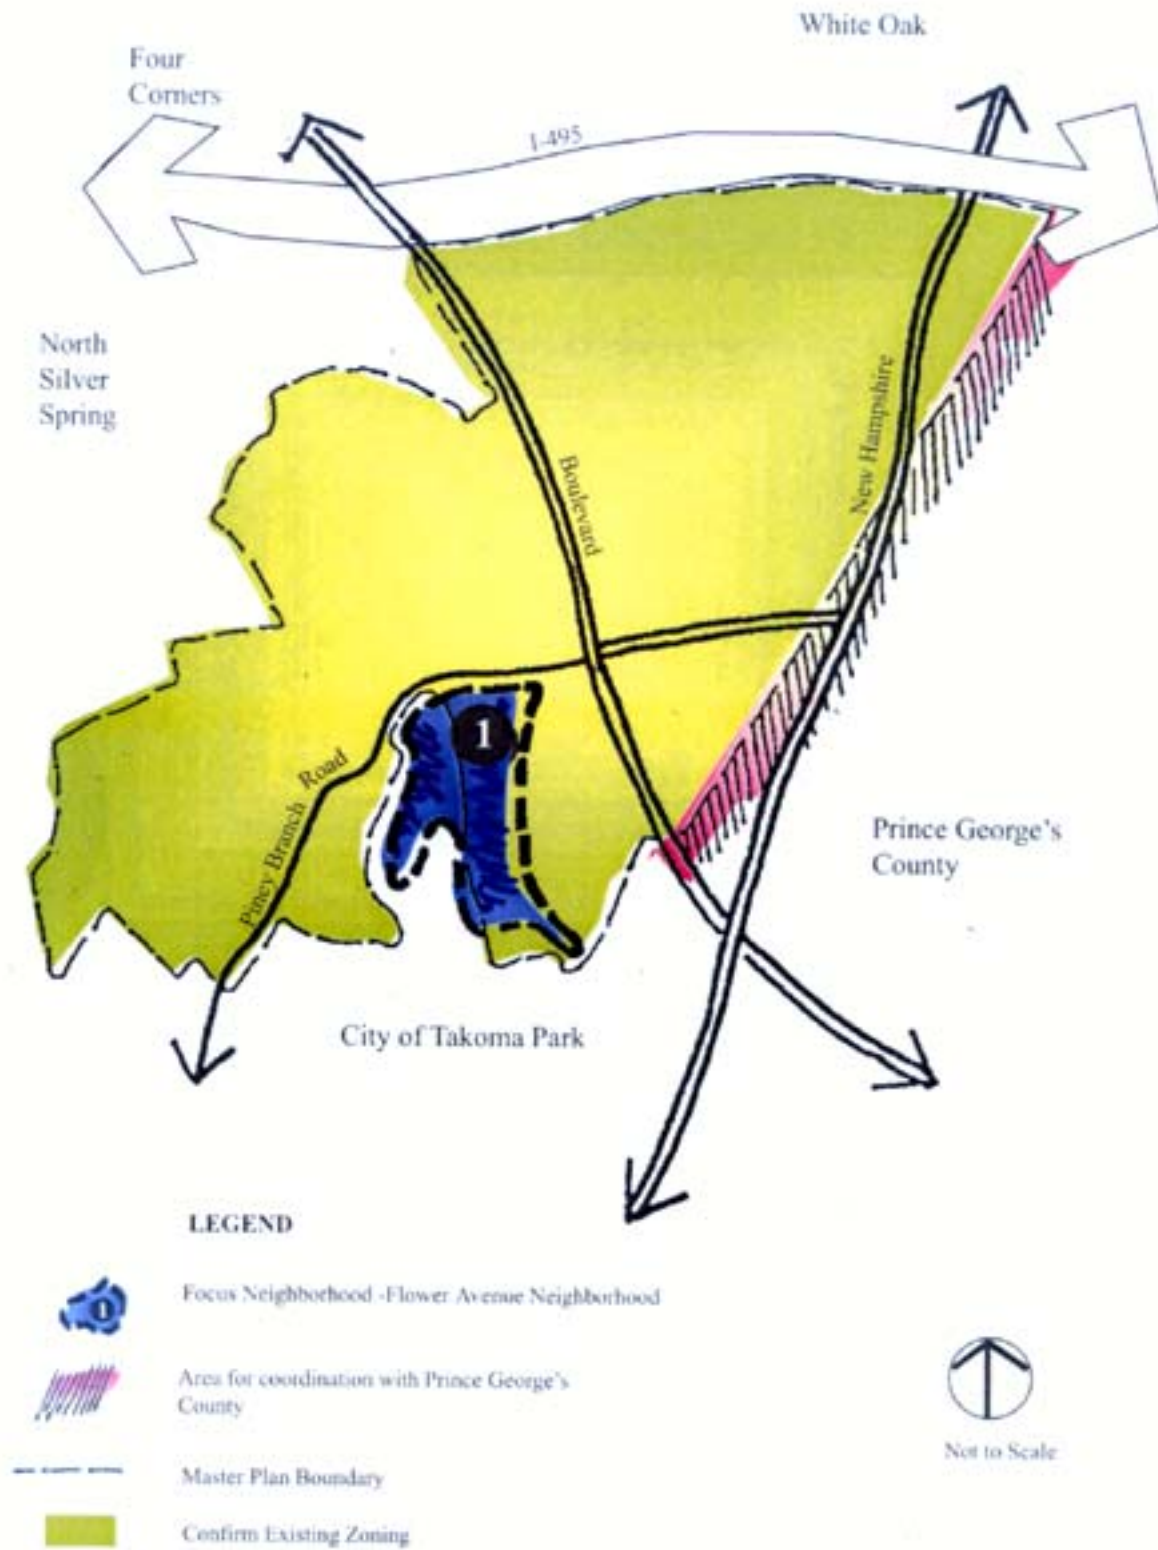 White Oak
Four
Corners
I-495
North
Silver
Spring
New Hampshire
Boulevard
1
Piney Branch Road
Prince George's
County
City of Takoma Park
LEGEND
1
Focus Neighborhood -Flower Avenue Neighborhood
Area for coordination with Prince George's
County
Not to Scale
Master Plan Boundary
Confirm Existing Zoning